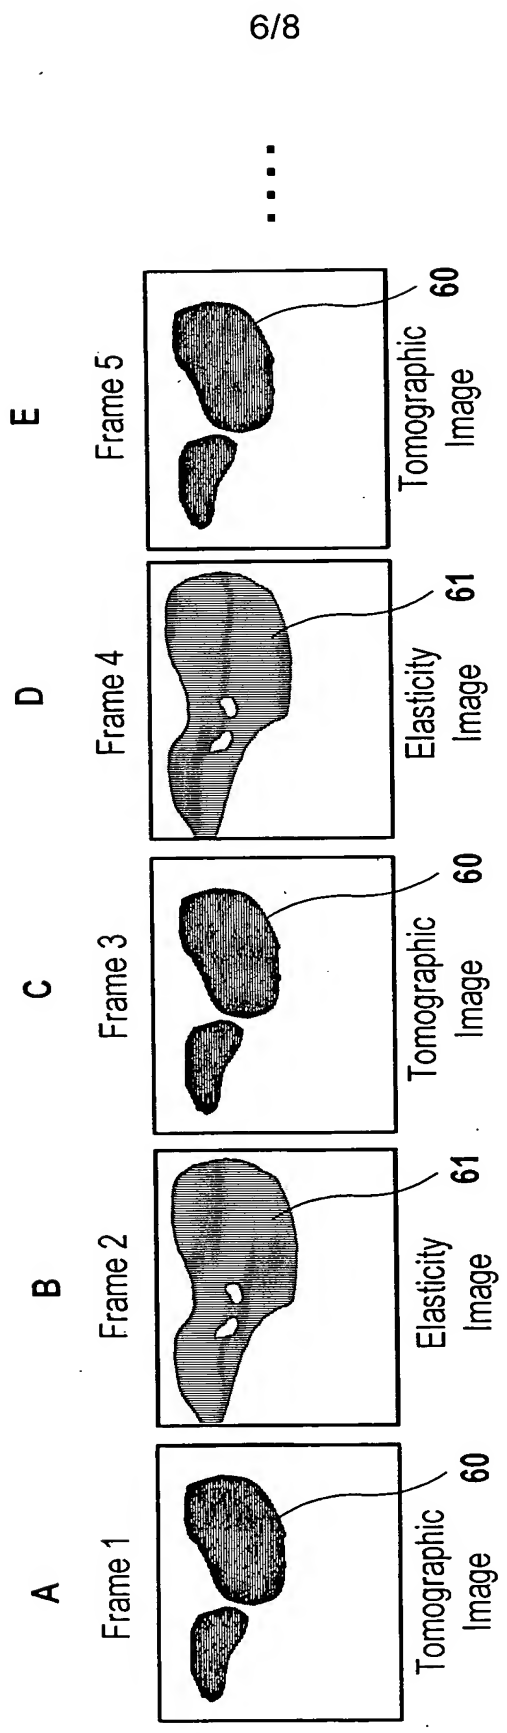 6/8
A
Frame 1
60
Tomographic
Image
B
Frame 2
61
Elasticity
Image
C
Frame 3
60
Tomographic
Image
D
Frame 4
61
Elasticity
Image
E
Frame 5
60
Tomographic
Image
....